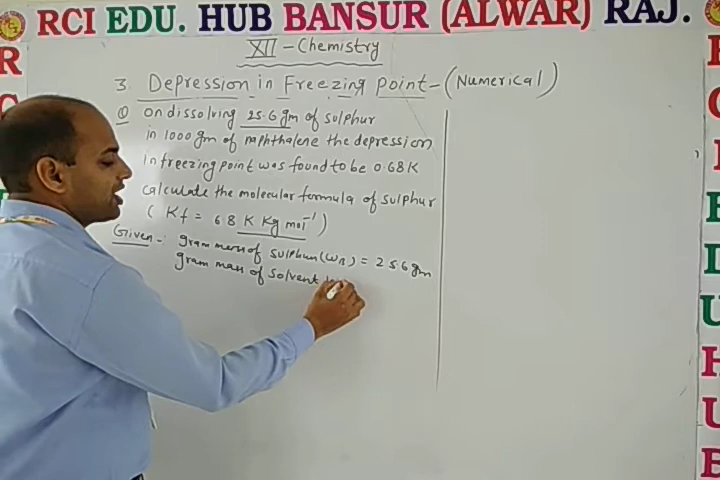 RCI EDU. HUB BANSUR (ALWAR) RAJ.
XII - Chemistry
3. Depression in Freezing point - (Numerical)
① on dissolving 25.6 gm of sulphur
in 1000 gm of naphthalene the depression
in freezing point was found to be 0.68 K
calculate the molecular formula of sulphur
( Kf = 6.8 K Kg mol⁻¹ )
Given -: gram mass of sulphur (WB) = 25.6 gm
gram mass of solvent
R
E
D
U
H
U
B